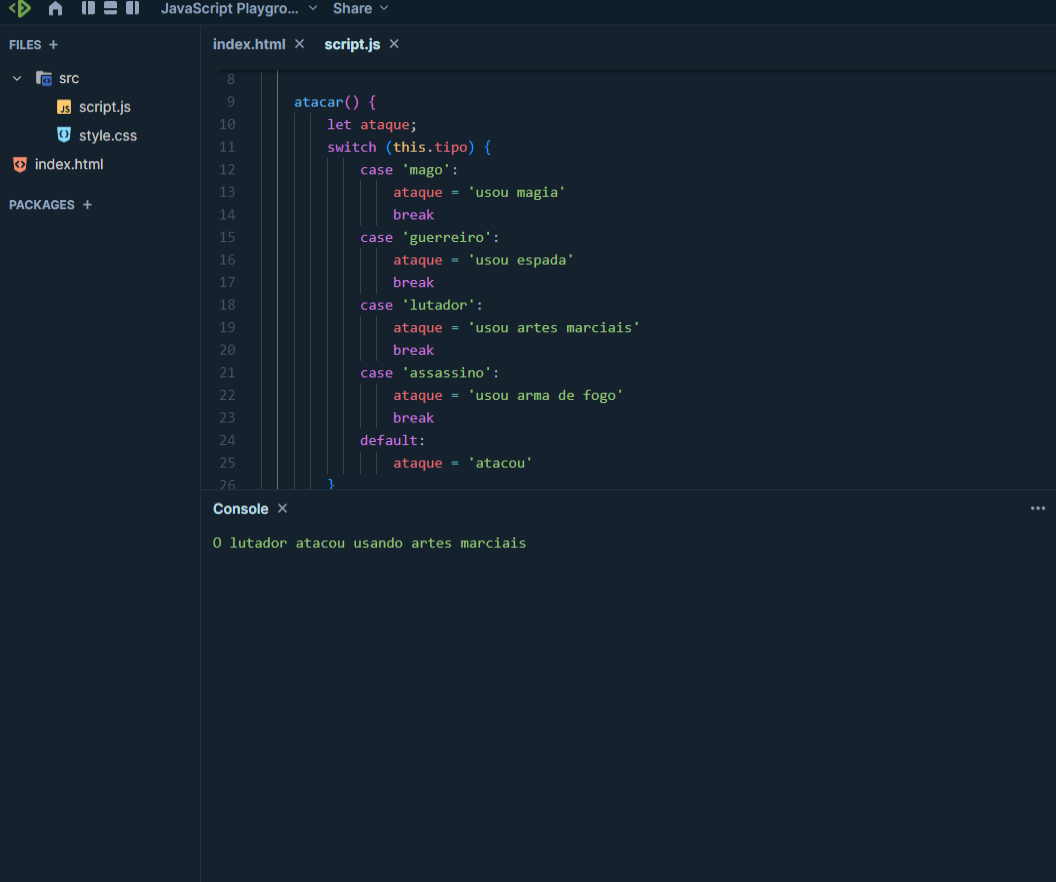 JavaScript Playgro... Share
FILES +
index.html × script.js ×
src
script.js
style.css
index.html
PACKAGES +
8
9 atacar() {
10 let ataque;
11 switch (this.tipo) {
12 case 'mago':
13 ataque = 'usou magia'
14 break
15 case 'guerreiro':
16 ataque = 'usou espada'
17 break
18 case 'lutador':
19 ataque = 'usou artes marciais'
20 break
21 case 'assassino':
22 ataque = 'usou arma de fogo'
23 break
24 default:
25 ataque = 'atacou'
26 }
Console ×
O lutador atacou usando artes marciais